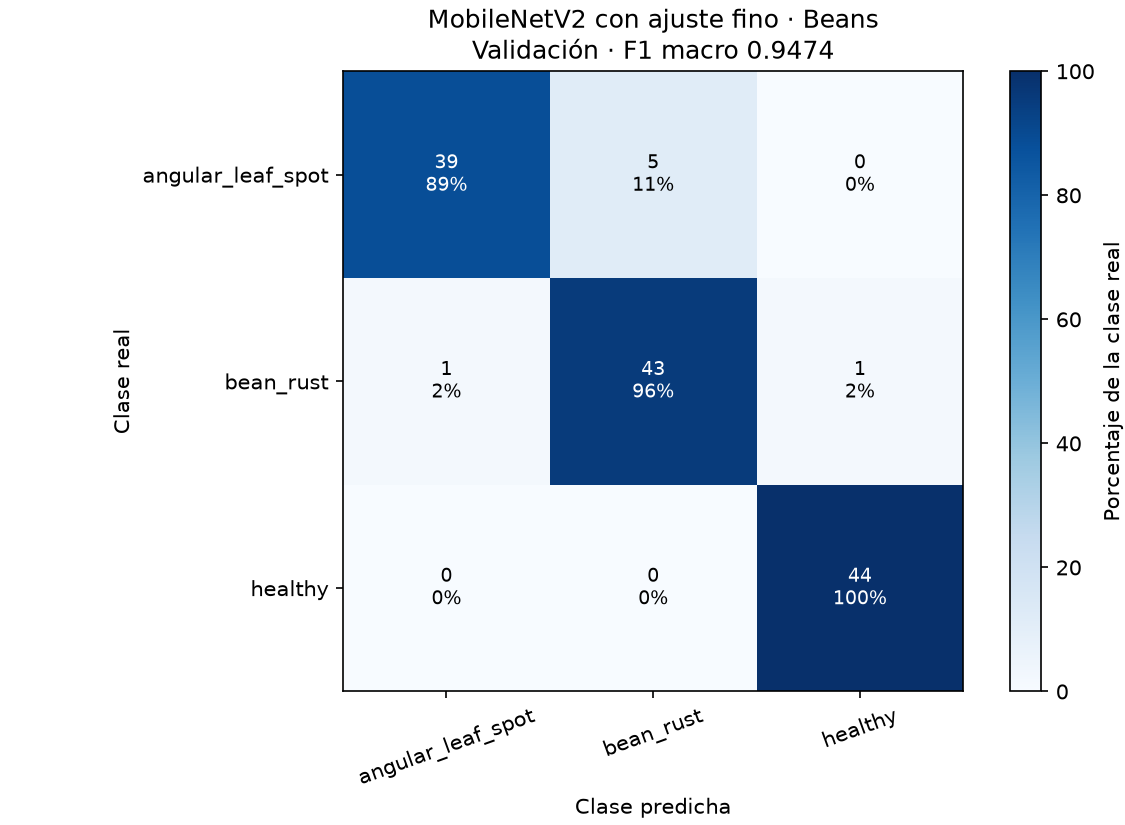 MobileNetV2 con ajuste fino · Beans
Validación · F1 macro 0.9474
Clase real
angular_leaf_spot
39
89%
5
11%
0
0%
bean_rust
1
2%
43
96%
1
2%
healthy
0
0%
0
0%
44
100%
angular_leaf_spot
bean_rust
healthy
Clase predicha
100
80
60
40
20
0
Porcentaje de la clase real